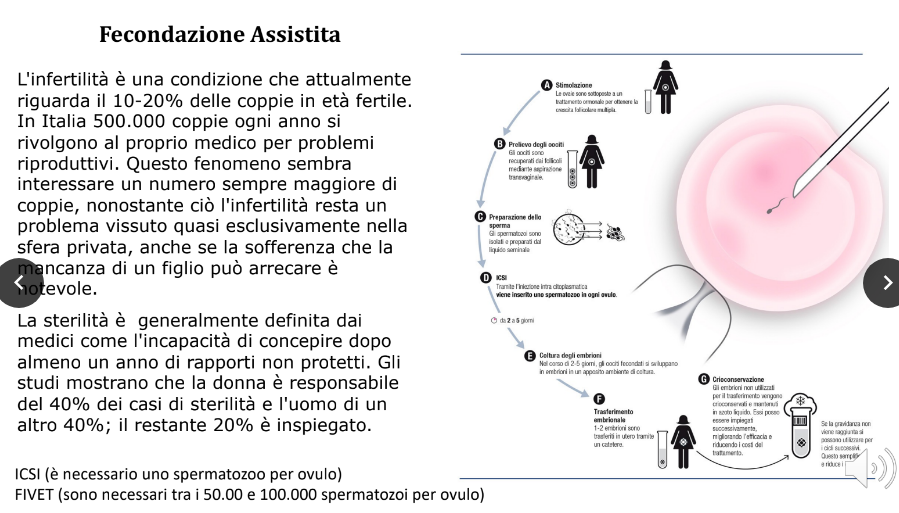 Fecondazione Assistita
L'infertilità è una condizione che attualmente
riguarda il 10-20% delle coppie in età fertile.
In Italia 500.000 coppie ogni anno si
rivolgono al proprio medico per problemi
riproduttivi. Questo fenomeno sembra
interessare un numero sempre maggiore di
coppie, nonostante ciò l'infertilità resta un
problema vissuto quasi esclusivamente nella
sfera privata, anche se la sofferenza che la
mancanza di un figlio può arrecare è
notevole.
La sterilità è  generalmente definita dai
medici come l'incapacità di concepire dopo
almeno un anno di rapporti non protetti. Gli
studi mostrano che la donna è responsabile
del 40% dei casi di sterilità e l'uomo di un
altro 40%; il restante 20% è inspiegato.
ICSI (è necessario uno spermatozoo per ovulo)
FIVET (sono necessari tra i 50.00 e 100.000 spermatozoi per ovulo)
A Stimolazione
Le ovaie sono sottoposte a un
trattamento ormonale per ottenere la
crescita follicolare multipla.
B Prelievo degli ociti
Gli ociti sono
recuperati dai follicoli
mediante aspirazione
transvaginale.
C Preparazione dello
sperma
Gli spermatozoi sono
isolati e preparati dal
liquido seminale
D ICSI
Tramite l'iniezione intra citoplasmatica
viene inserito uno spermatozoo in ogni ovulo.
da 2 a 5 giorni
E Coltura degli embrioni
Nel corso di 2-5 giorni, gli ociti fecondati si sviluppano
in embrioni in un apposito ambiente di coltura.
F
Trasferimento
embrionale
1-2 embrioni sono
trasferiti in utero tramite
un catetere.
G Crioconservazione
Gli embrioni non utilizzati
per il trasferimento vengono
crioconservati e mantenuti
in azoto liquido. Essi posso
essere impiegati
successivamente,
migliorando l'efficacia e
riducendo i costi del
trattamento.
Se la gravidanza non
viene raggiunta si
possono utilizzare per
i cicli successivi.
Questo
e riduce i